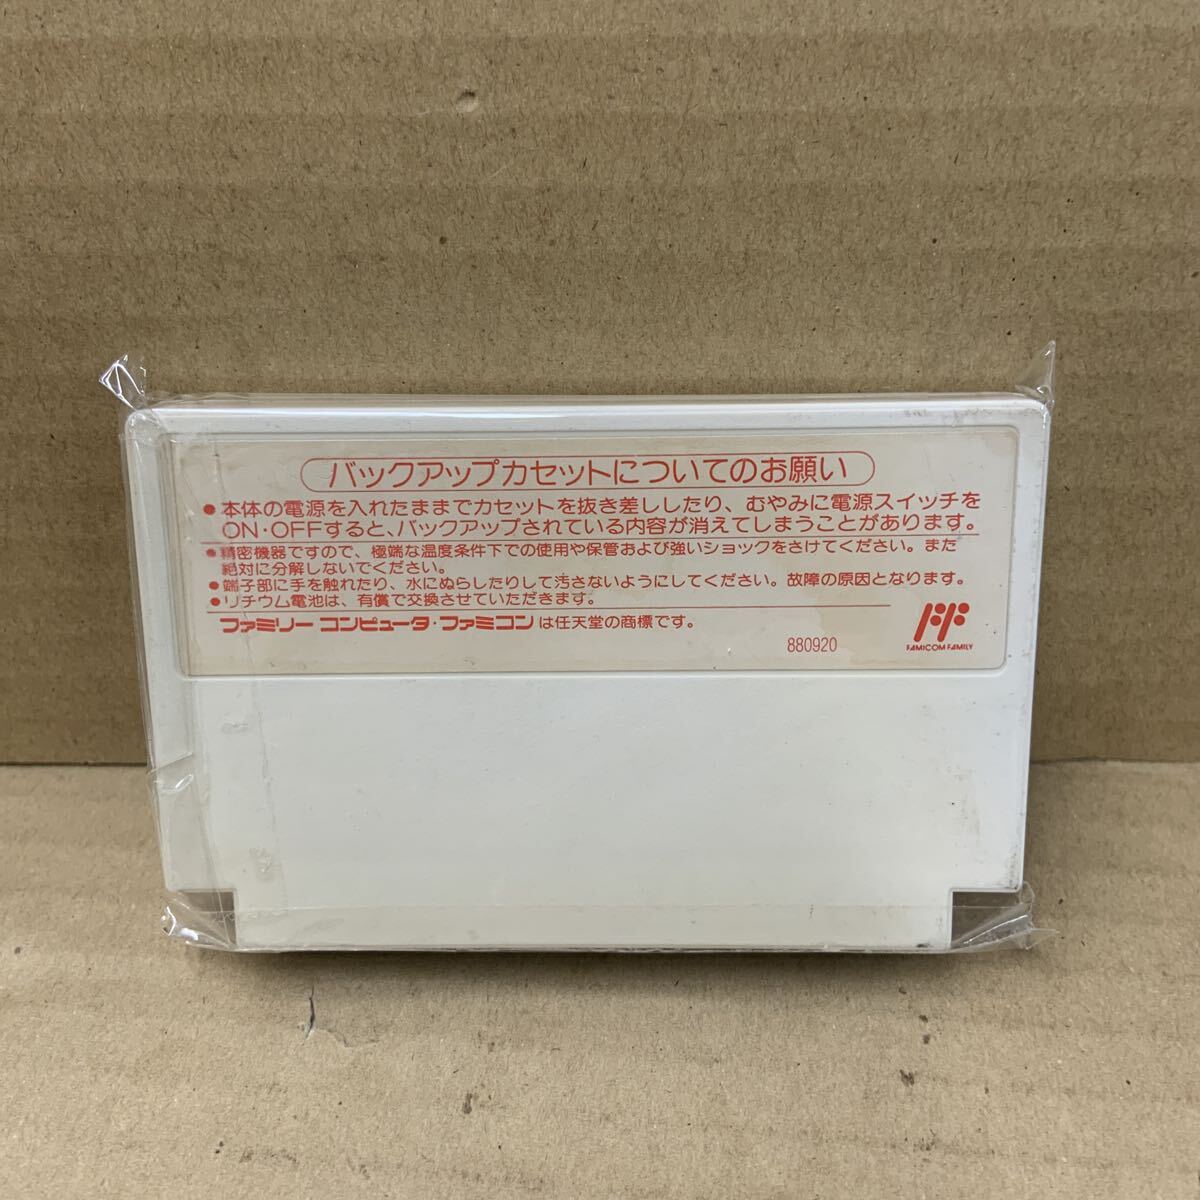 バックアップカセットについてのお願い
●本体の電源を入れたままでカセットを抜き差ししたり、むやみに電源スイッチを
ON・OFFすると、バックアップされている内容が消えてしまうことがあります。
●精密機器ですので、極端な温度条件下での使用や保管および強いショックをさけてください。また
絶対に分解しないでください。
●端子部に手を触れたり、水にぬらしたりして汚さないようにしてください。故障の原因となります。
●リチウム電池は、有償で交換させていただきます。
ファミリー コンピュータ・ファミコンは任天堂の商標です。
880920
FAMICOM FAMILY